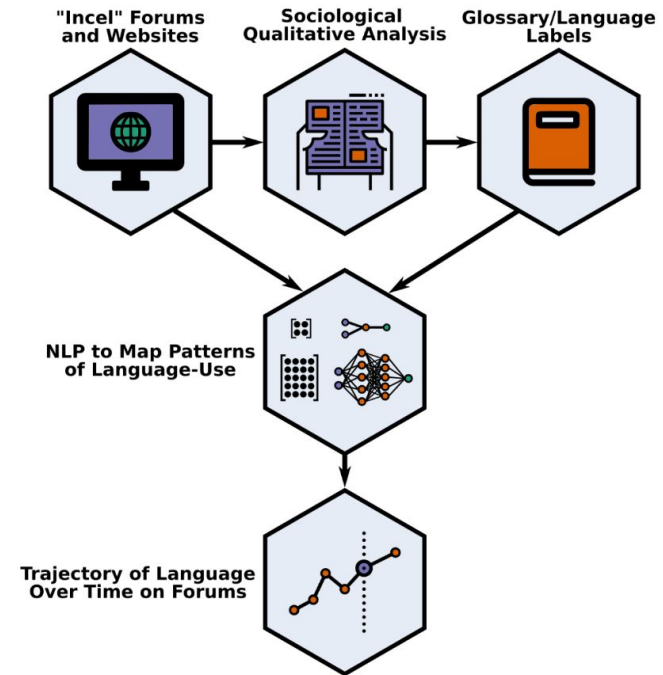 "Incel" Forums
and Websites
Sociological
Qualitative Analysis
Glossary/Language
Labels
NLP to Map Patterns
of Language-Use
Trajectory of Language
Over Time on Forums